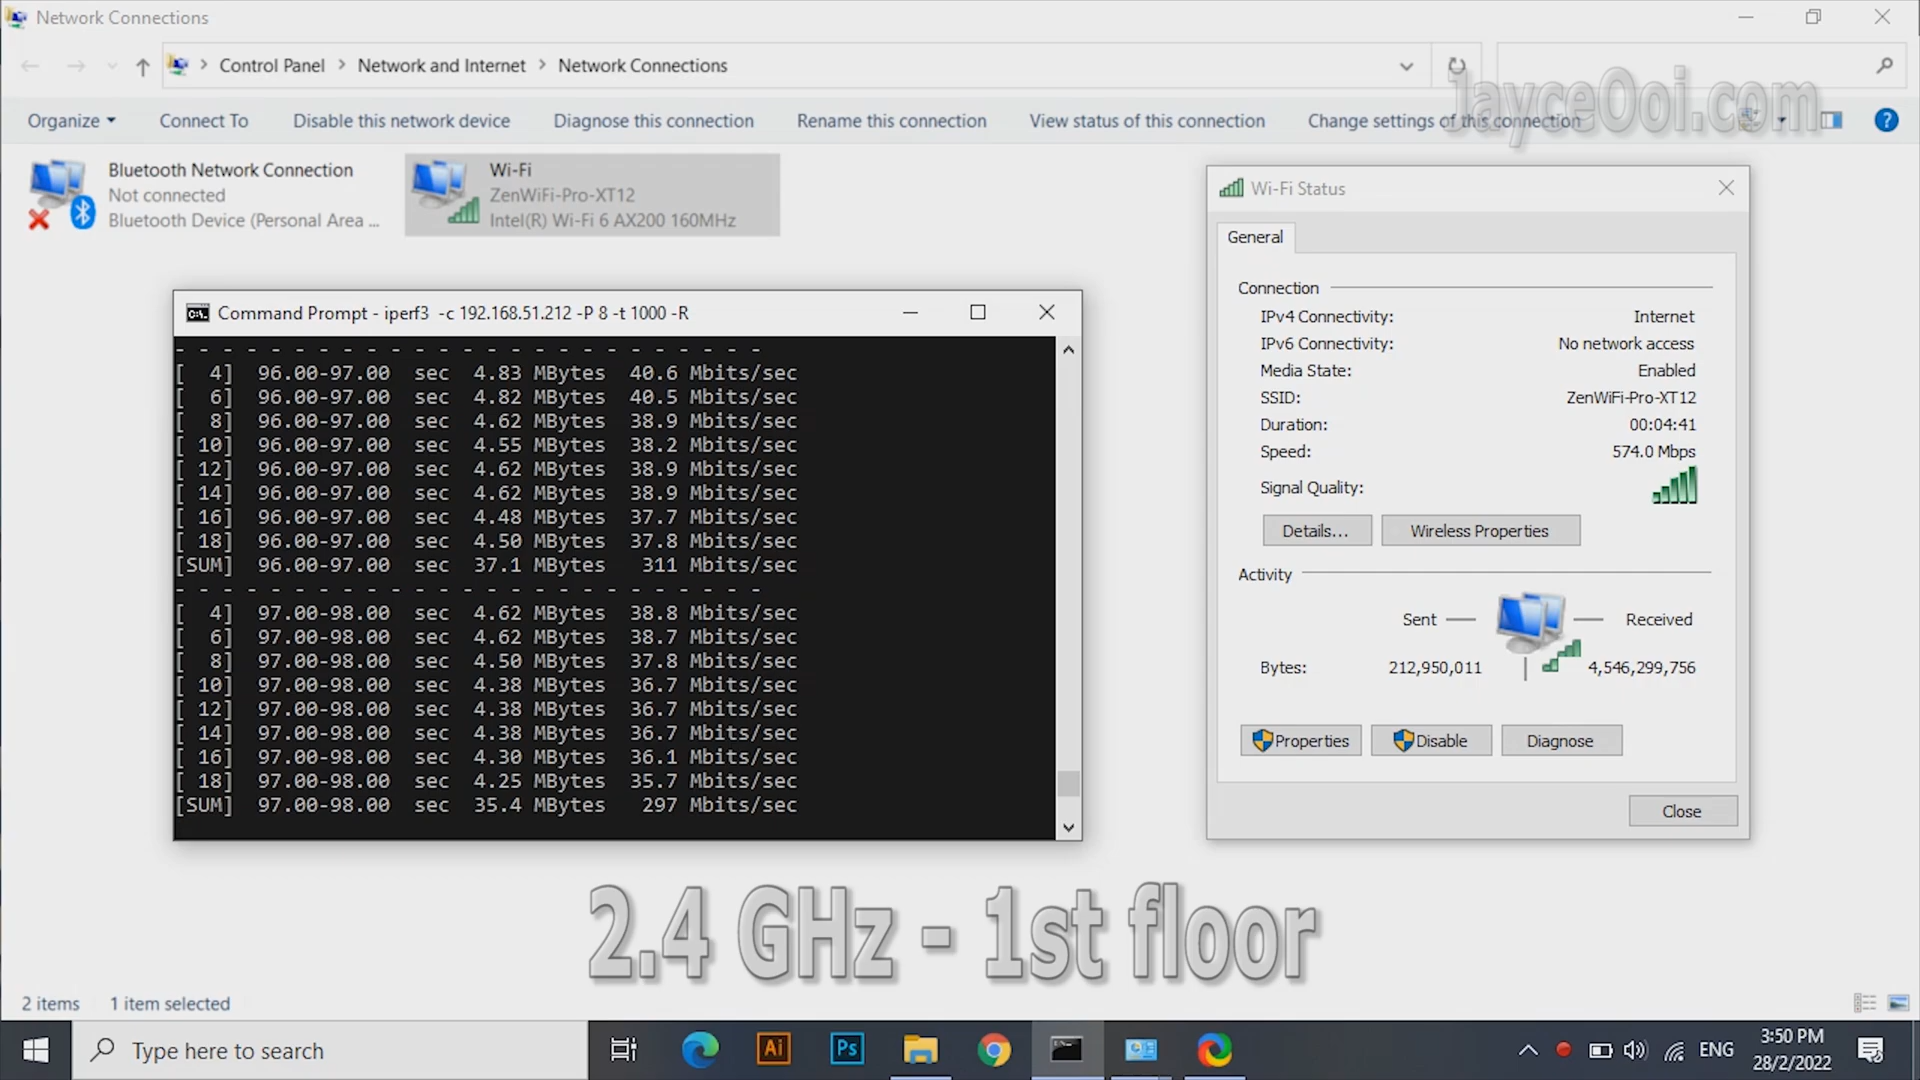 Network Connections
Control Panel > Network and Internet > Network Connections
JayceOoi.com
Organize Connect To Disable this network device Diagnose this connection Rename this connection View status of this connection Change settings of this connection
Bluetooth Network Connection
Not connected
Bluetooth Device (Personal Area ...
Wi-Fi
ZenWiFi-Pro-XT12
Intel(R) Wi-Fi 6 AX200 160MHz
Command Prompt - iperf3 -c 192.168.51.212 -P 8 -t 1000 -R
- - - - - - - - - - - - - - - - - - - - - - - - -
[ 4] 96.00-97.00 sec 4.83 MBytes 40.6 Mbits/sec
[ 6] 96.00-97.00 sec 4.82 MBytes 40.5 Mbits/sec
[ 8] 96.00-97.00 sec 4.62 MBytes 38.9 Mbits/sec
[ 10] 96.00-97.00 sec 4.55 MBytes 38.2 Mbits/sec
[ 12] 96.00-97.00 sec 4.62 MBytes 38.9 Mbits/sec
[ 14] 96.00-97.00 sec 4.62 MBytes 38.9 Mbits/sec
[ 16] 96.00-97.00 sec 4.48 MBytes 37.7 Mbits/sec
[ 18] 96.00-97.00 sec 4.50 MBytes 37.8 Mbits/sec
[SUM] 96.00-97.00 sec 37.1 MBytes 311 Mbits/sec
- - - - - - - - - - - - - - - - - - - - - - - - -
[ 4] 97.00-98.00 sec 4.62 MBytes 38.8 Mbits/sec
[ 6] 97.00-98.00 sec 4.62 MBytes 38.7 Mbits/sec
[ 8] 97.00-98.00 sec 4.50 MBytes 37.8 Mbits/sec
[ 10] 97.00-98.00 sec 4.38 MBytes 36.7 Mbits/sec
[ 12] 97.00-98.00 sec 4.38 MBytes 36.7 Mbits/sec
[ 14] 97.00-98.00 sec 4.38 MBytes 36.7 Mbits/sec
[ 16] 97.00-98.00 sec 4.30 MBytes 36.1 Mbits/sec
[ 18] 97.00-98.00 sec 4.25 MBytes 35.7 Mbits/sec
[SUM] 97.00-98.00 sec 35.4 MBytes 297 Mbits/sec
Wi-Fi Status
General
Connection
IPv4 Connectivity: Internet
IPv6 Connectivity: No network access
Media State: Enabled
SSID: ZenWiFi-Pro-XT12
Duration: 00:04:41
Speed: 574.0 Mbps
Signal Quality:
Details... Wireless Properties
Activity
Sent — — Received
Bytes: 212,950,011 | 4,546,299,756
Properties Disable Diagnose
Close
2.4 GHz - 1st floor
2 items 1 item selected
Type here to search
Ai
Ps
ENG
3:50 PM
28/2/2022